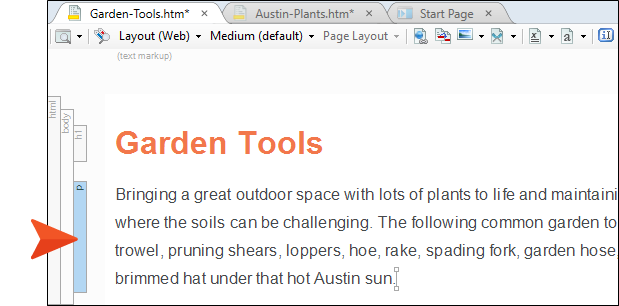 Garden-Tools.htm* × Austin-Plants.htm* × Start Page ×
Layout (Web) Medium (default) Page Layout
(text markup)
html
body
h1
Garden Tools
p
Bringing a great outdoor space with lots of plants to life and maintaini
where the soils can be challenging. The following common garden to
trowel, pruning shears, loppers, hoe, rake, spading fork, garden hose,
brimmed hat under that hot Austin sun.